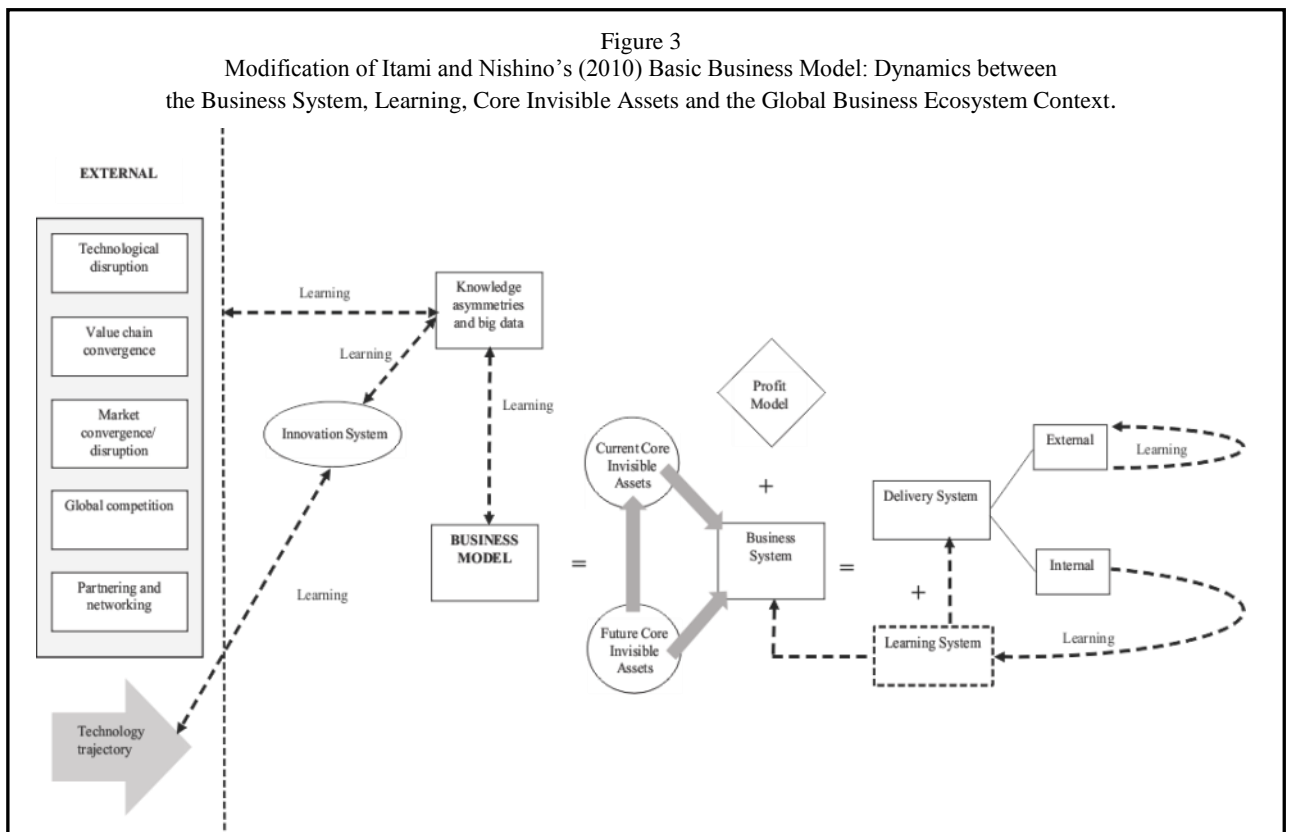 Figure 3
Modification of Itami and Nishino’s (2010) Basic Business Model: Dynamics between
the Business System, Learning, Core Invisible Assets and the Global Business Ecosystem Context.
EXTERNAL
Technological
disruption
Value chain
convergence
Market
convergence/
disruption
Global competition
Partnering and
networking
Technology
trajectory
Learning
Knowledge
asymmetries
and big data
Learning
Innovation System
Learning
Learning
BUSINESS
MODEL
=
Profit
Model
+
Current Core
Invisible
Assets
Future Core
Invisible
Assets
Business
System
=
Delivery System
+
Learning System
External
Learning
Internal
Learning